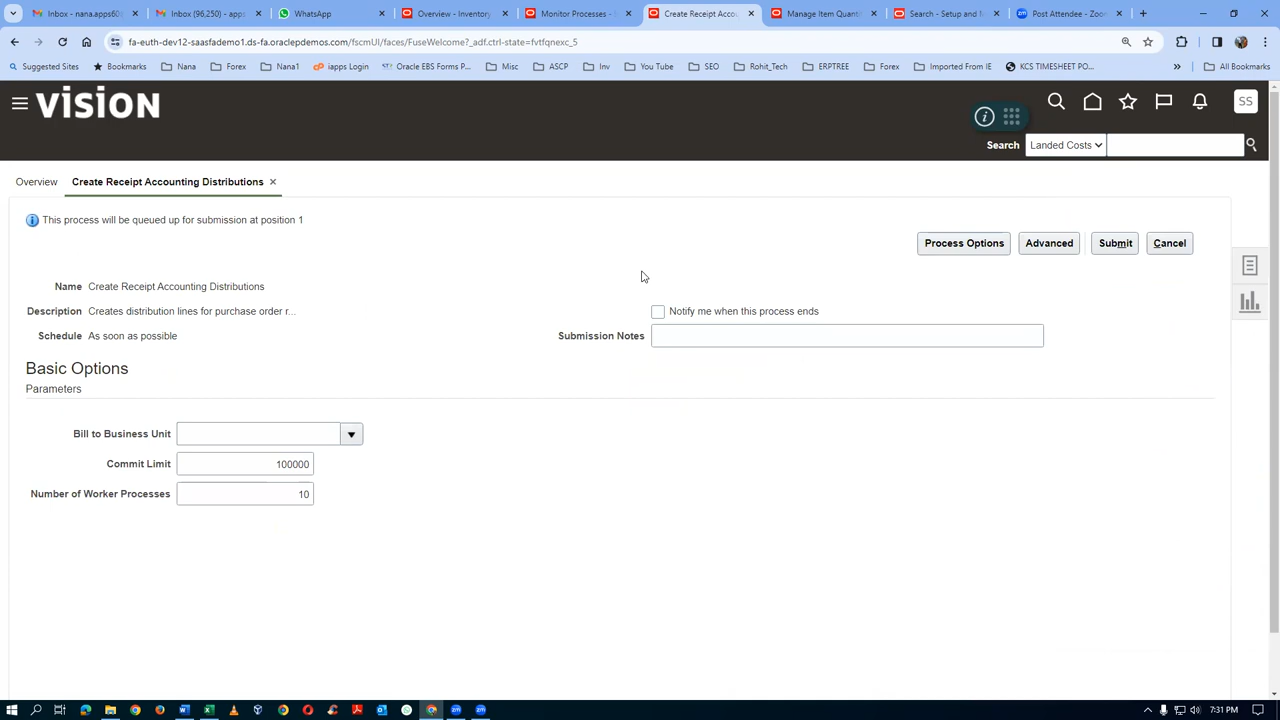 Inbox (96,250) - nana.apps60@
Inbox (96,250) - apps
WhatsApp
Overview - Inventory
Monitor Processes - S
Create Receipt Accou
Manage Item Quant
Search - Setup and M
Post Attendee - Zoo
fa-euth-dev12-saasfademo1.ds-fa.oraclepdemos.com/fscmUI/faces/FuseWelcome?_adf.ctrl-state=fvtfqnexc_5
Suggested Sites
Bookmarks
Nana
Forex
Nana1
iapps Login
Oracle EBS Forms P...
Misc
ASCP
Inv
You Tube
SEO
Rohit_Tech
ERPTREE
Forex
Imported From IE
KCS TIMESHEET PO...
All Bookmarks
VISION
SS
Search
Landed Costs
Overview
Create Receipt Accounting Distributions
This process will be queued up for submission at position 1
Process Options
Advanced
Submit
Cancel
Name Create Receipt Accounting Distributions
Description Creates distribution lines for purchase order r...
Notify me when this process ends
Schedule As soon as possible
Submission Notes
Basic Options
Parameters
Bill to Business Unit
Commit Limit 100000
Number of Worker Processes 10
7:31 PM